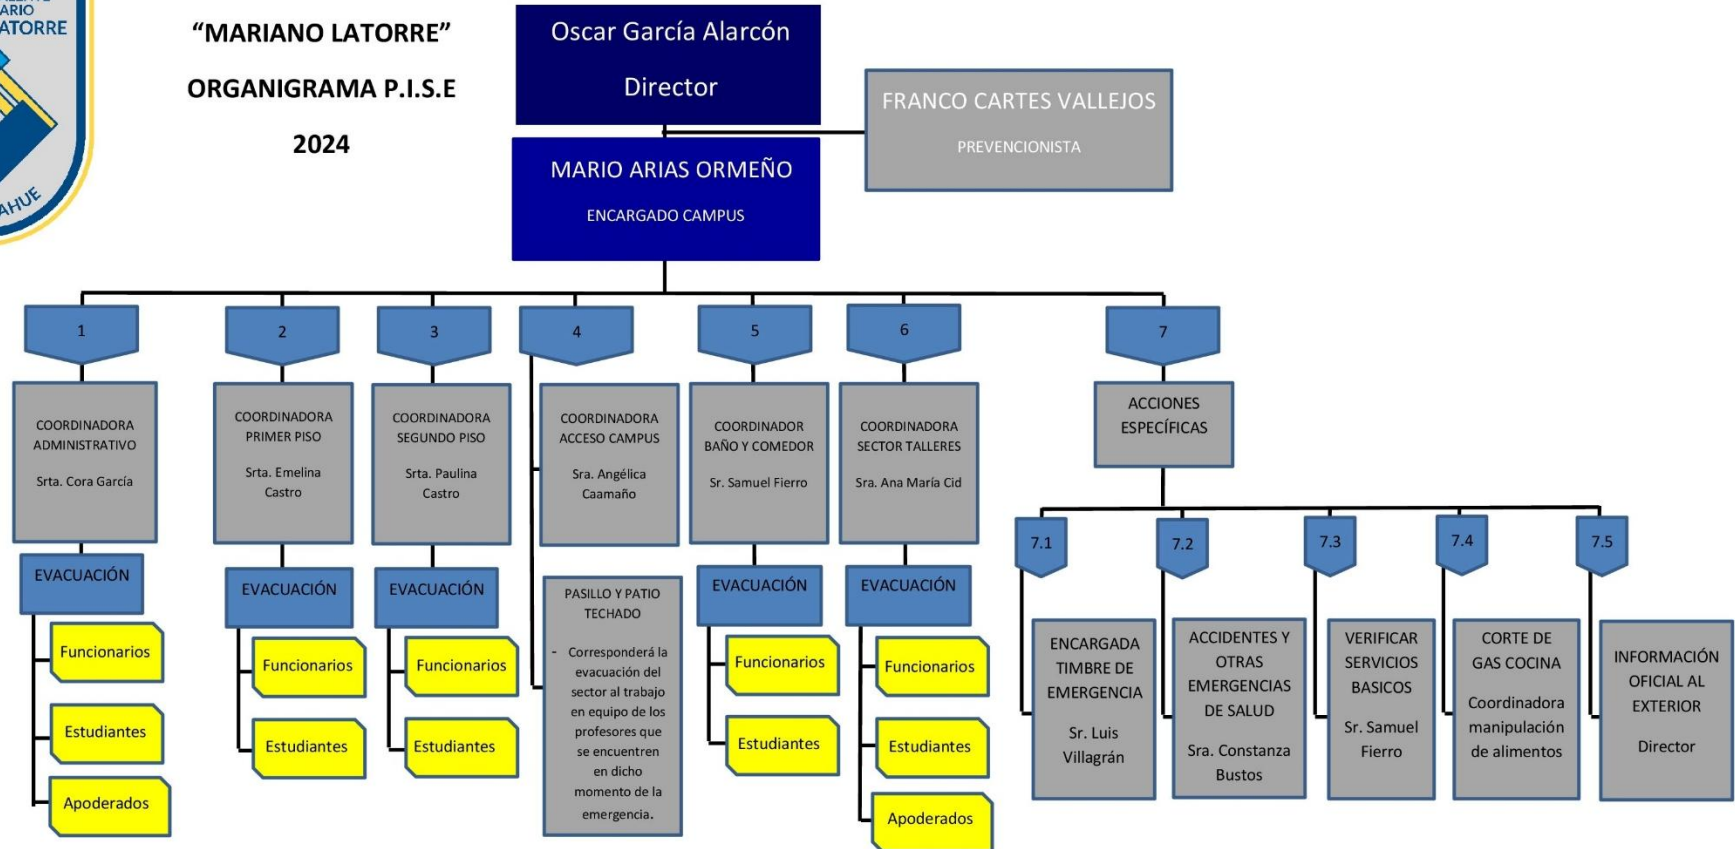 ARIO
ATORRE
AHUE
“MARIANO LATORRE”
ORGANIGRAMA P.I.S.E
2024
Oscar García Alarcón
Director
FRANCO CARTES VALLEJOS
PREVENCIONISTA
MARIO ARIAS ORMEÑO
ENCARGADO CAMPUS
1
COORDINADORA
ADMINISTRATIVO
Srta. Cora García
EVACUACIÓN
Funcionarios
Estudiantes
Apoderados
2
COORDINADORA
PRIMER PISO
Srta. Emelina
Castro
EVACUACIÓN
Funcionarios
Estudiantes
3
COORDINADORA
SEGUNDO PISO
Srta. Paulina
Castro
EVACUACIÓN
Funcionarios
Estudiantes
4
COORDINADORA
ACCESO CAMPUS
Sra. Angélica
Caamaño
PASILLO Y PATIO
TECHADO
- Corresponderá la
evacuación del
sector al trabajo
en equipo de los
profesores que
se encuentren
en dicho
momento de la
emergencia.
5
COORDINADOR
BAÑO Y COMEDOR
Sr. Samuel Fierro
EVACUACIÓN
Funcionarios
Estudiantes
6
COORDINADORA
SECTOR TALLERES
Sra. Ana María Cid
EVACUACIÓN
Funcionarios
Estudiantes
Apoderados
7
ACCIONES
ESPECÍFICAS
7.1
ENCARGADA
TIMBRE DE
EMERGENCIA
Sr. Luis
Villagrán
7.2
ACCIDENTES Y
OTRAS
EMERGENCIAS
DE SALUD
Sra. Constanza
Bustos
7.3
VERIFICAR
SERVICIOS
BASICOS
Sr. Samuel
Fierro
7.4
CORTE DE
GAS COCINA
Coordinadora
manipulación
de alimentos
7.5
INFORMACIÓN
OFICIAL AL
EXTERIOR
Director